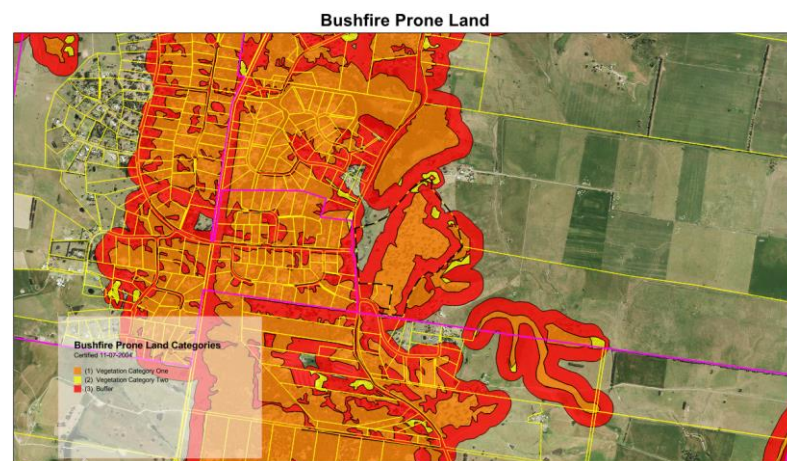 Bushfire Prone Land
Bushfire Prone Land Categories
Certified 11-07-2004
(1) Vegetation Category One
(2) Vegetation Category Two
(3) Buffer